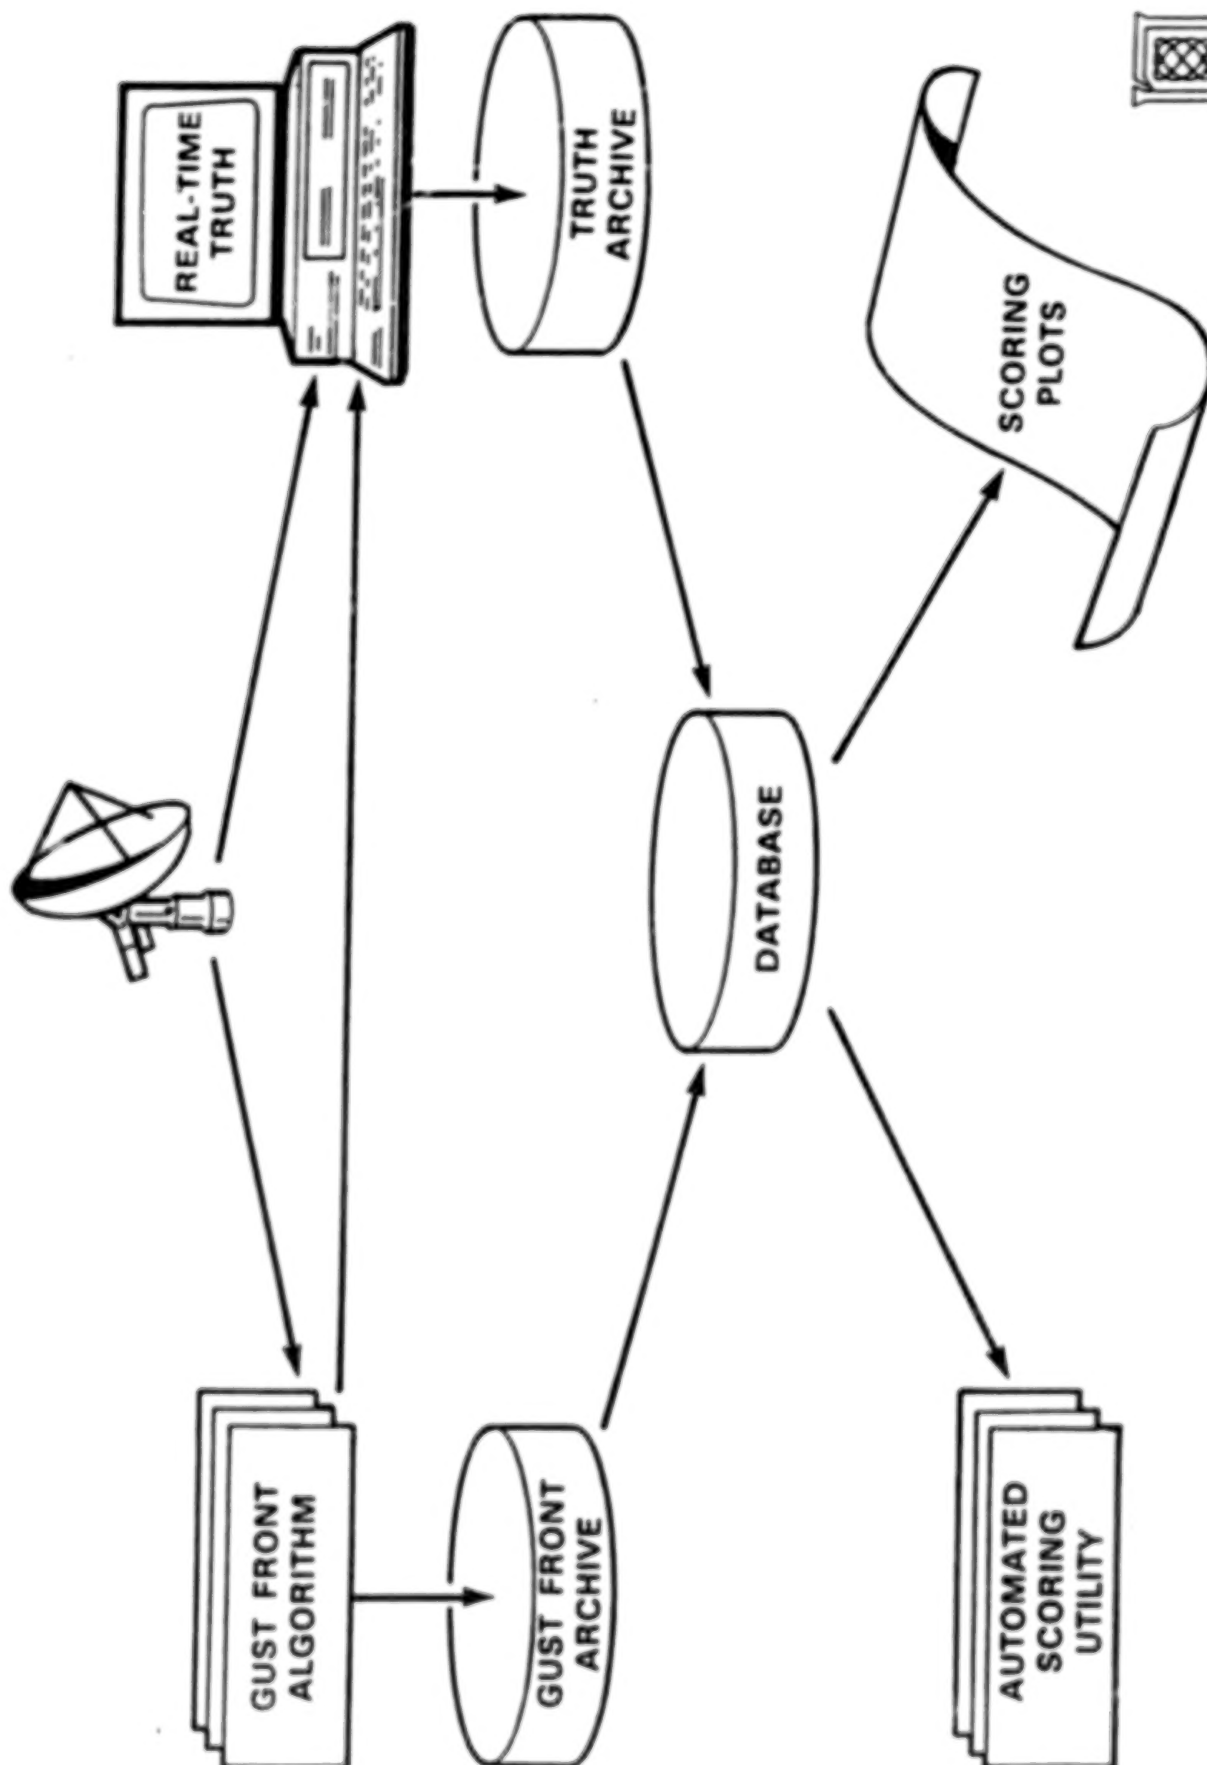 GUST FRONT
ALGORITHM
REAL-TIME
TRUTH
GUST FRONT
ARCHIVE
TRUTH
ARCHIVE
DATABASE
AUTOMATED
SCORING
UTILITY
SCORING
PLOTS